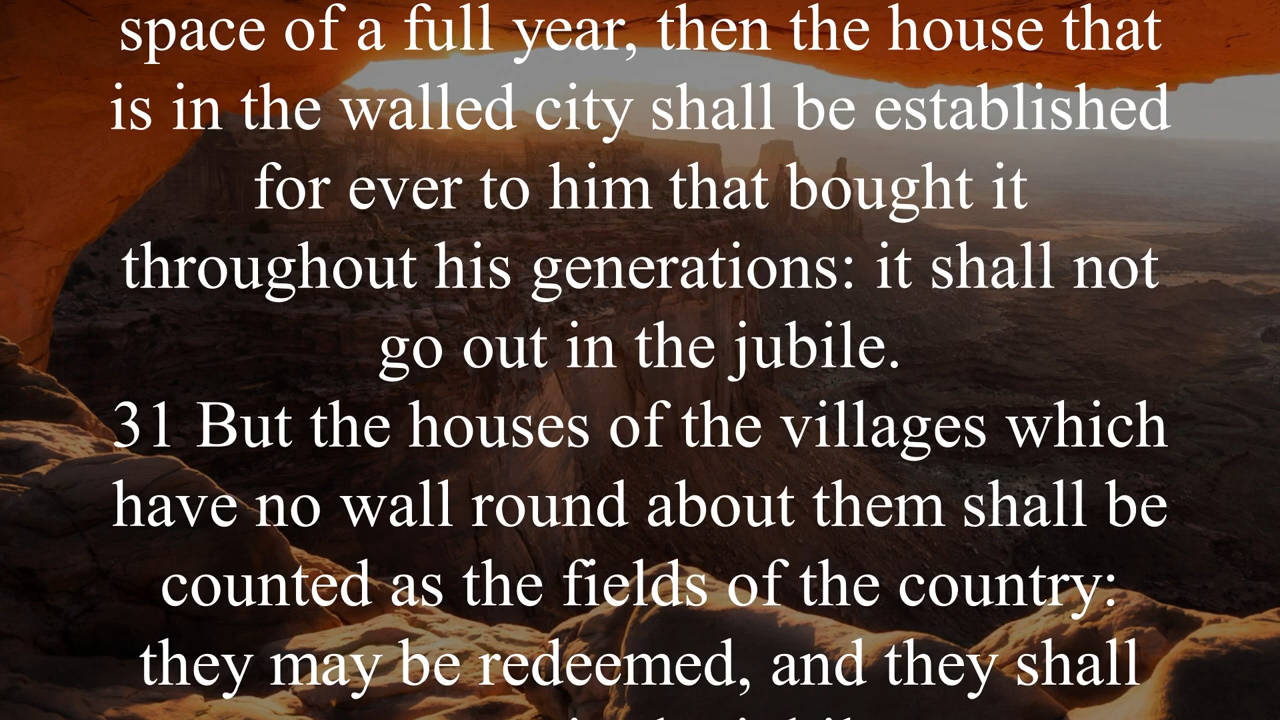 space of a full year, then the house that
is in the walled city shall be established
for ever to him that bought it
throughout his generations: it shall not
go out in the jubile.
31 But the houses of the villages which
have no wall round about them shall be
counted as the fields of the country:
they may be redeemed, and they shall